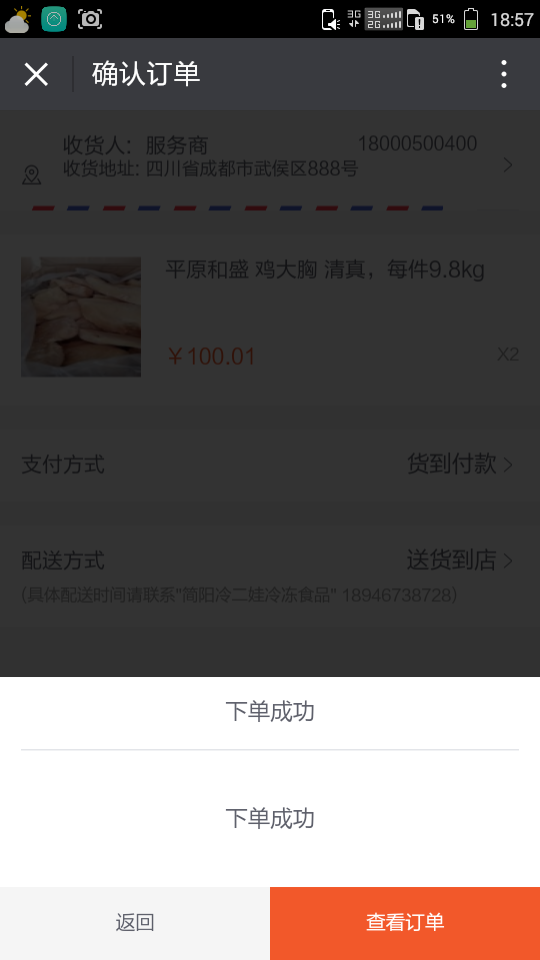 3G 3G 2G 51% 18:57
确认订单
收货人：服务商 18000500400
收货地址: 四川省成都市武侯区888号
平原和盛 鸡大胸 清真，每件9.8kg
￥100.01 X2
支付方式 货到付款
配送方式 送货到店
(具体配送时间请联系"简阳冷二娃冷冻食品" 18946738728)
下单成功
下单成功
返回 查看订单